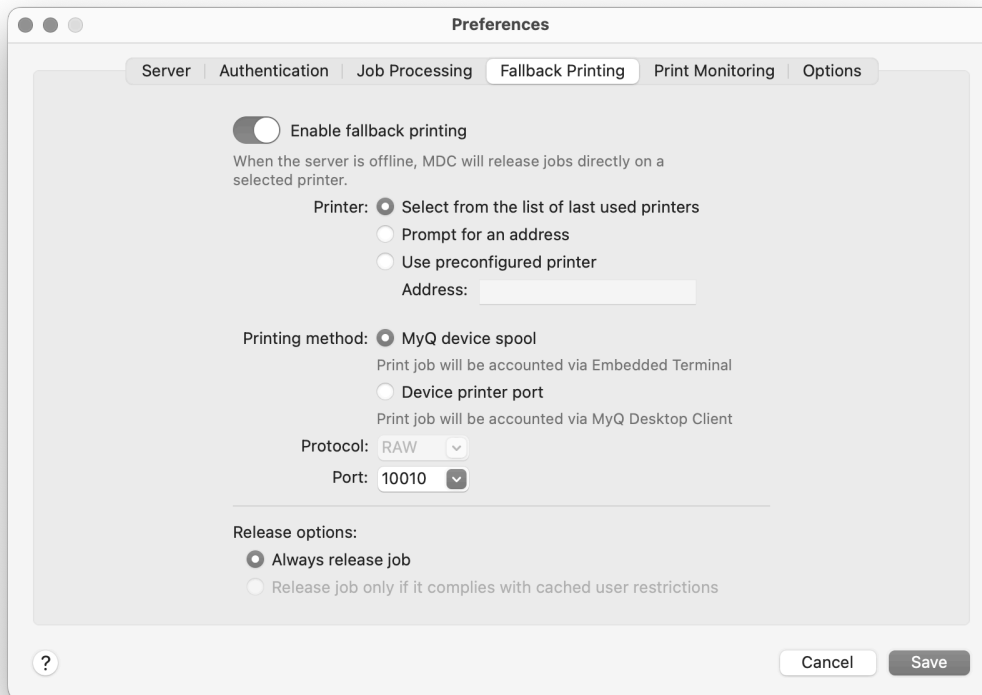 Preferences
Server Authentication Job Processing Fallback Printing Print Monitoring Options
Enable fallback printing
When the server is offline, MDC will release jobs directly on a
selected printer.
Printer: Select from the list of last used printers
Prompt for an address
Use preconfigured printer
Address:
Printing method: MyQ device spool
Print job will be accounted via Embedded Terminal
Device printer port
Print job will be accounted via MyQ Desktop Client
Protocol: RAW
Port: 10010
Release options:
Always release job
Release job only if it complies with cached user restrictions
? Cancel Save